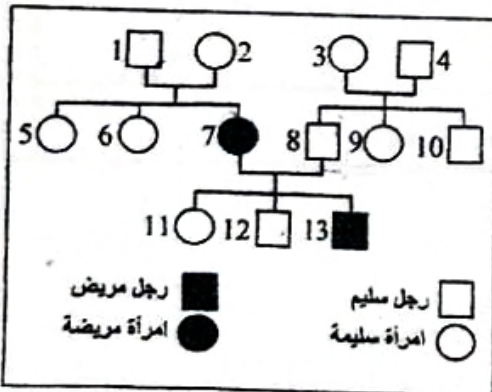 1 2 3 4
5 6 7 8 9 10
11 12 13
رجل مريض رجل سليم
امرأة مريضة امرأة سليمة